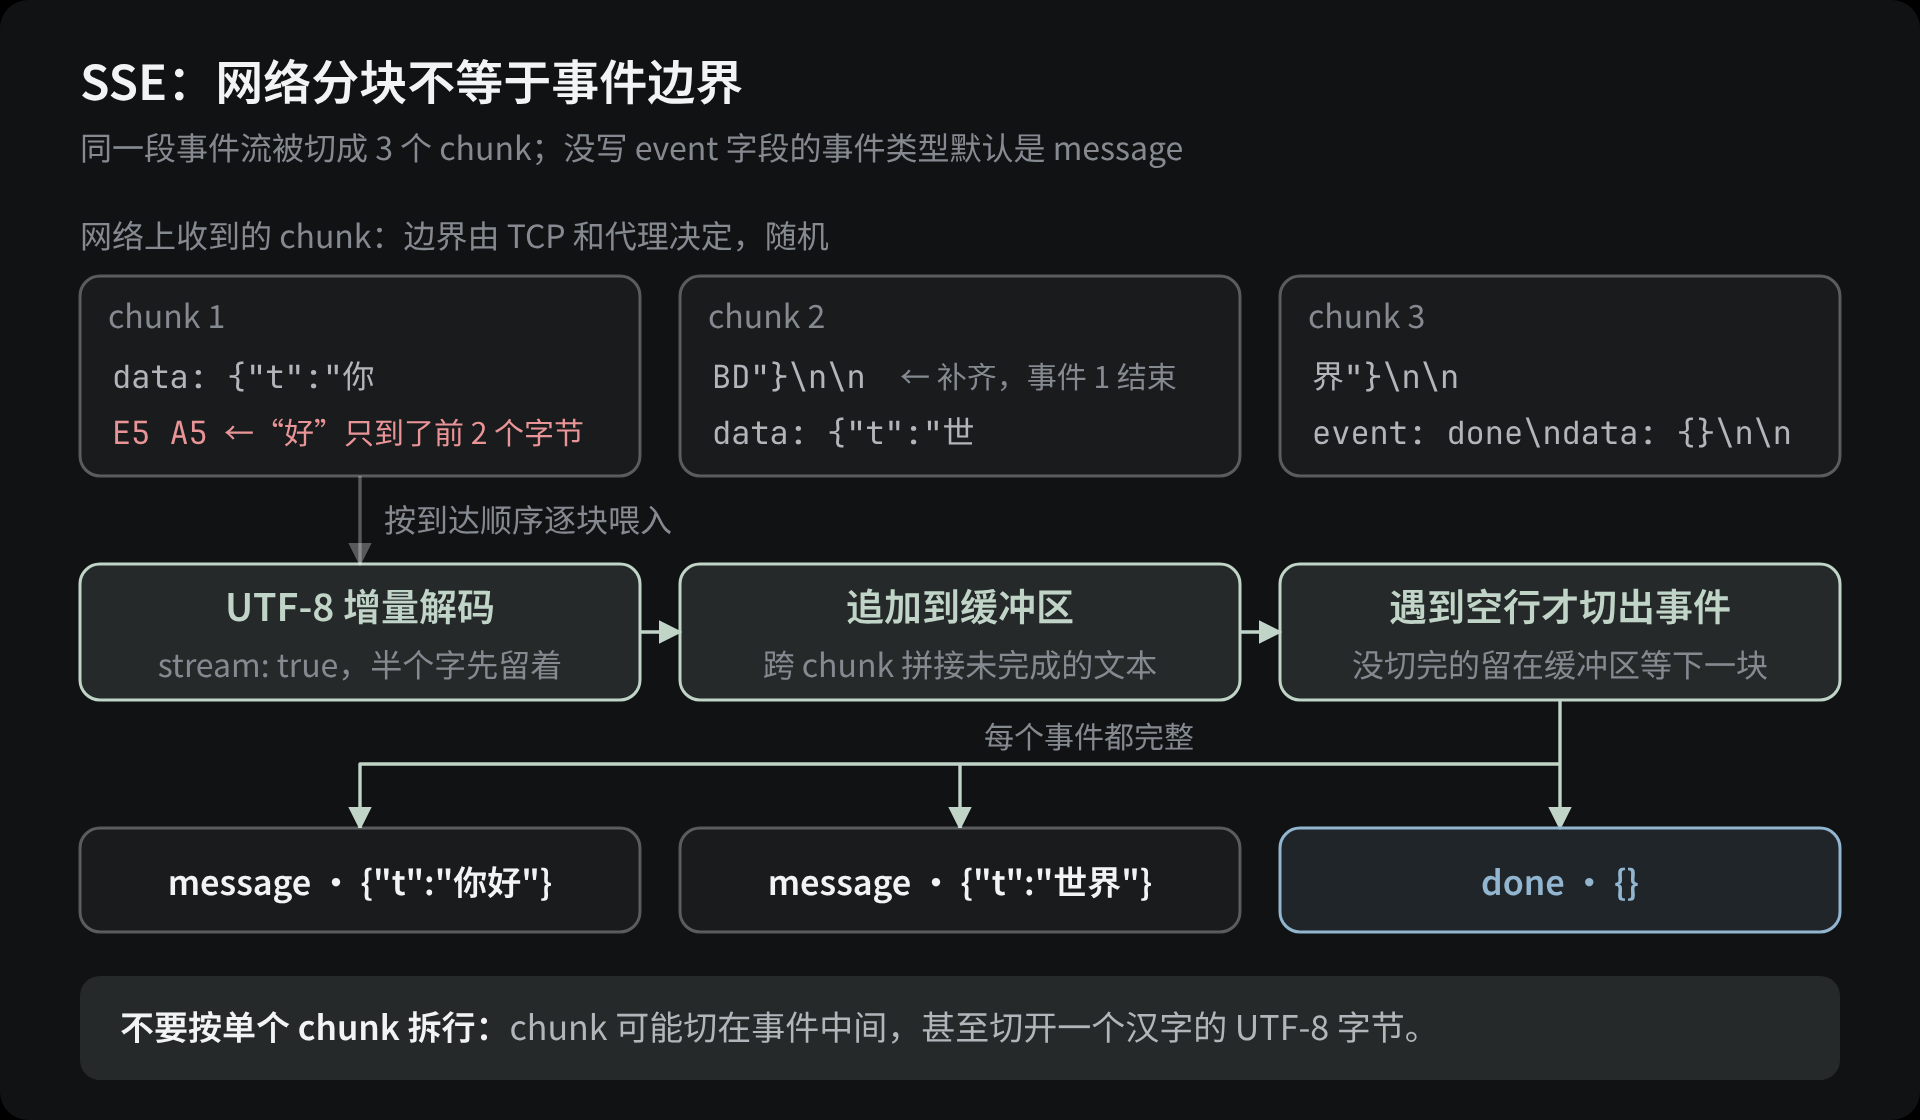 SSE：网络分块不等于事件边界
同一段事件流被切成 3 个 chunk；没写 event 字段的事件类型默认是 message
网络上收到的 chunk：边界由 TCP 和代理决定，随机
chunk 1
data: {"t":"你
E5 A5 ← “好” 只到了前 2 个字节
chunk 2
BD"}\n\n ← 补齐，事件 1 结束
data: {"t":"世
chunk 3
界"}\n\n
event: done\ndata: {}\n\n
按到达顺序逐块喂入
UTF-8 增量解码
stream: true，半个字先留着
追加到缓冲区
跨 chunk 拼接未完成的文本
遇到空行才切出事件
没切完的留在缓冲区等下一块
每个事件都完整
message · {"t":"你好"}
message · {"t":"世界"}
done · {}
不要按单个 chunk 拆行：chunk 可能切在事件中间，甚至切开一个汉字的 UTF-8 字节。